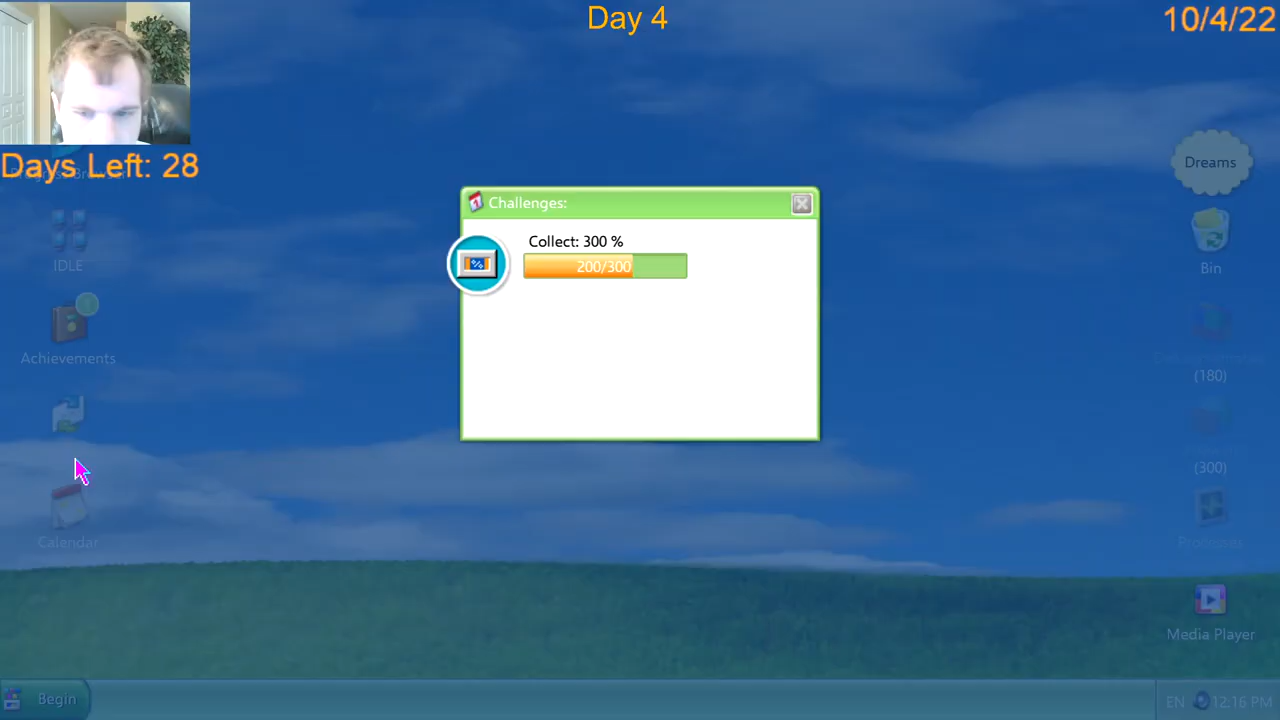 Day 4
10/4/22
Days Left: 28
Dreams
Challenges:
Collect: 300 %
200/300
IDLE
Bin
Achievements
(180)
(300)
Calendar
Processes
Media Player
Begin
EN
12:16 PM